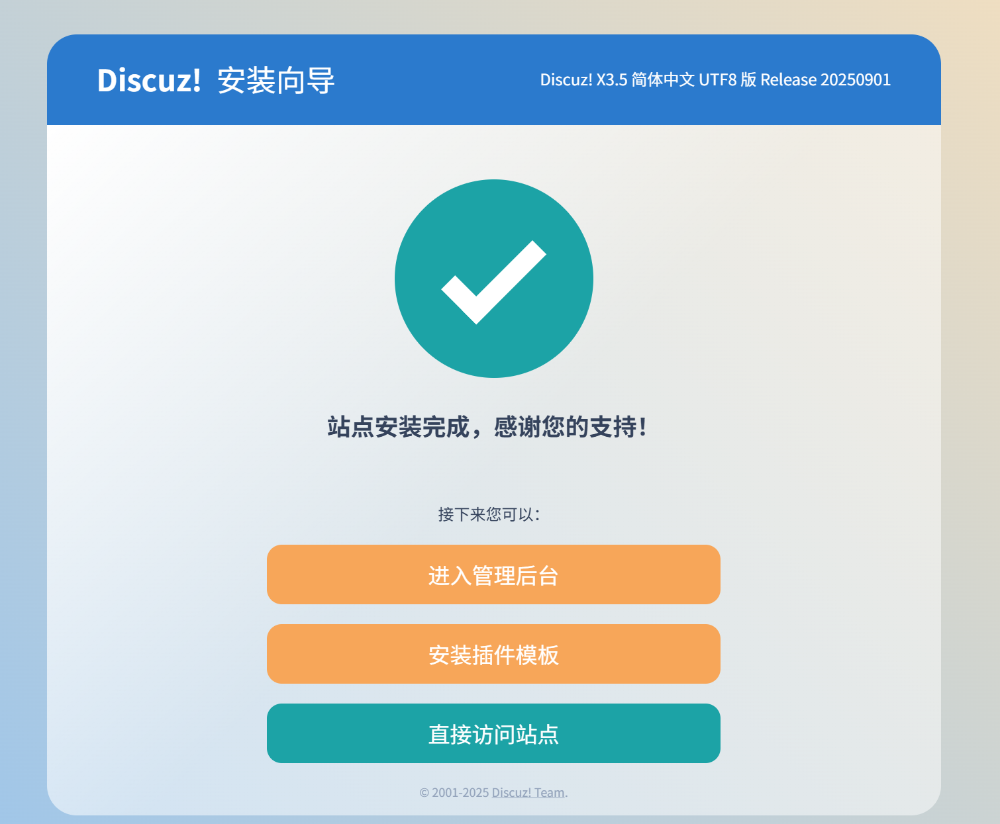 Discuz! 安装向导
Discuz! X3.5 简体中文 UTF8 版 Release 20250901
站点安装完成，感谢您的支持！
接下来您可以：
进入管理后台
安装插件模板
直接访问站点
© 2001-2025 Discuz! Team.